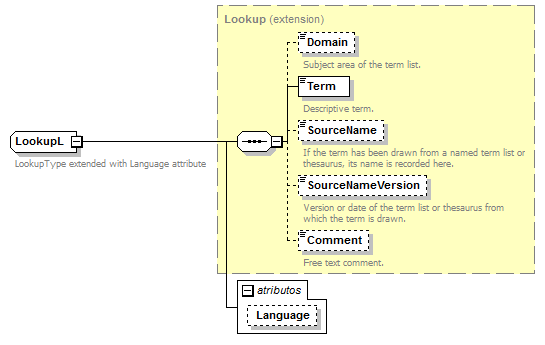 Lookup (extension)
Domain
Subject area of the term list.
Term
Descriptive term.
SourceName
If the term has been drawn from a named term list or
thesaurus, its name is recorded here.
LookupL
LookupType extended with Language attribute
SourceNameVersion
Version or date of the term list or thesaurus from
which the term is drawn.
Comment
Free text comment.
atributos
Language